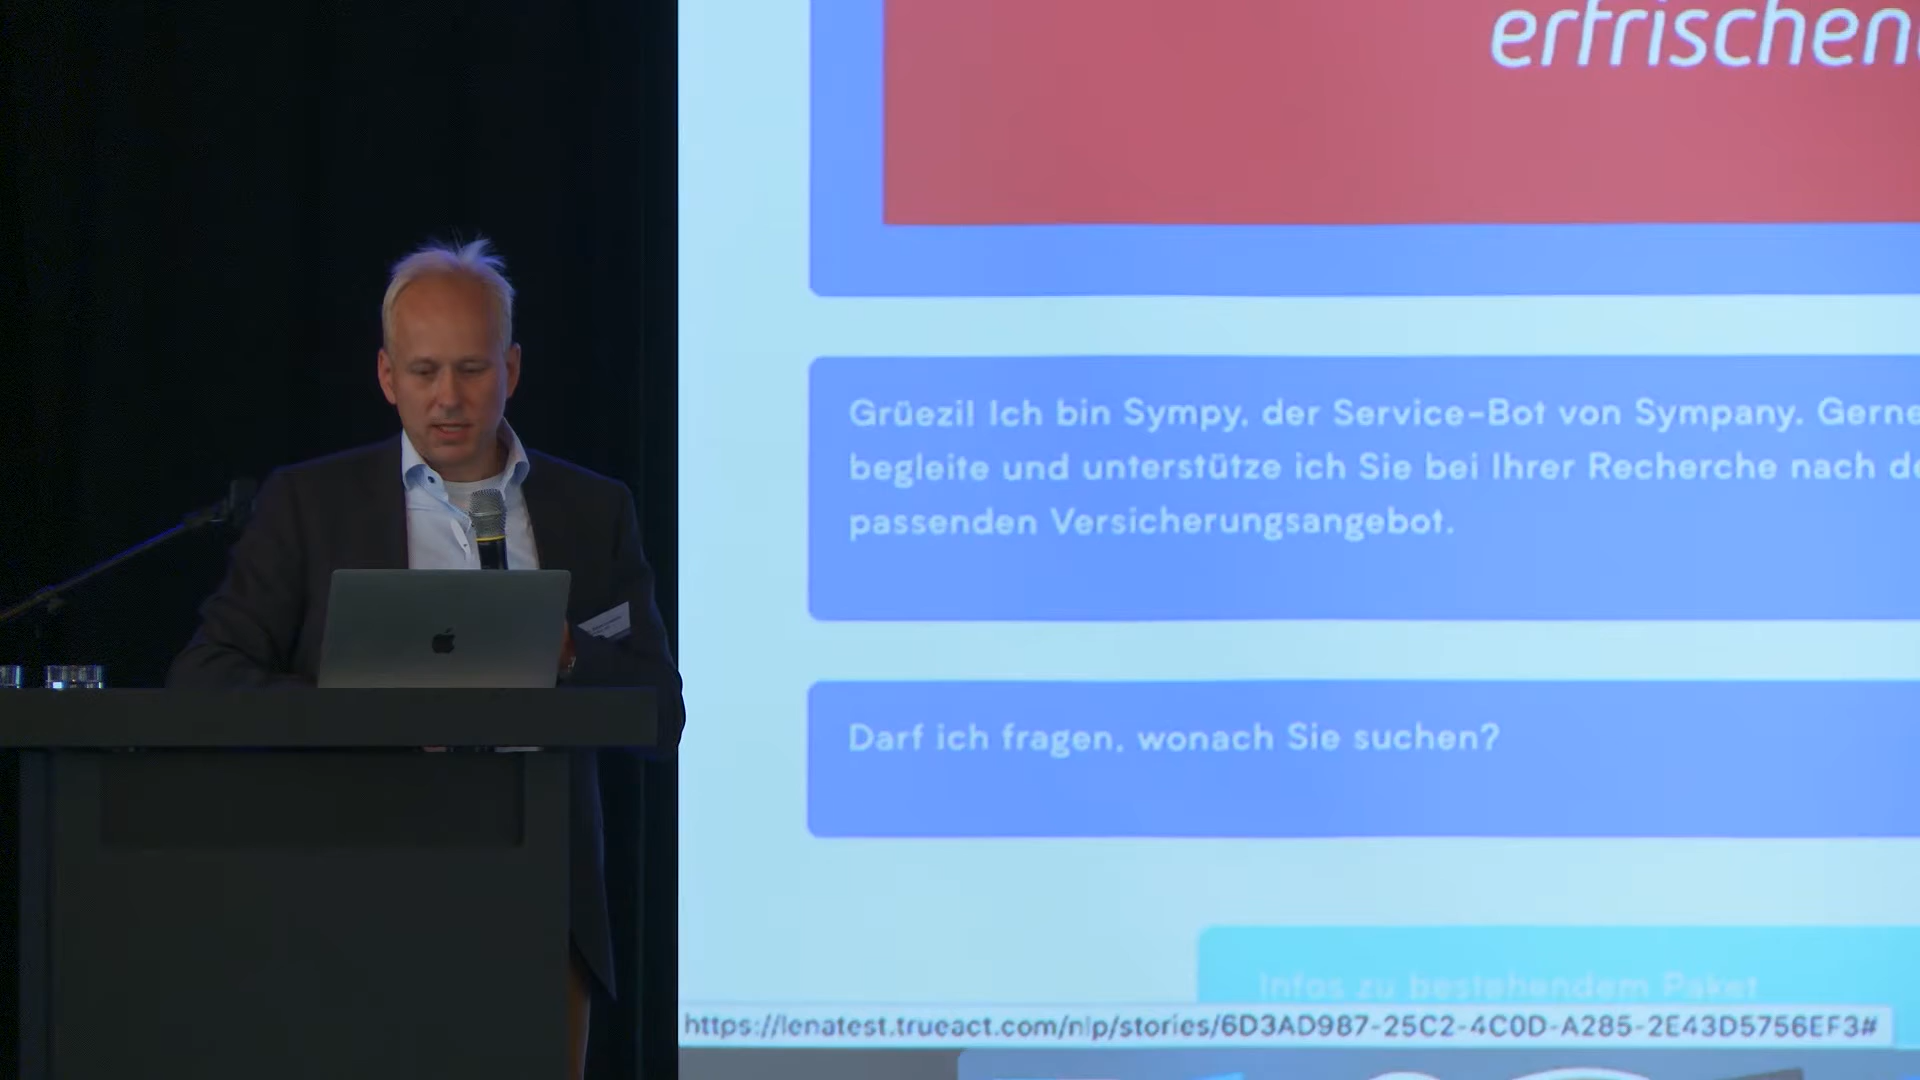 erfrischen
Grüezi! Ich bin Sympy, der Service-Bot von Sympany. Gerne
begleite und unterstütze ich Sie bei Ihrer Recherche nach de
passenden Versicherungsangebot.
Darf ich fragen, wonach Sie suchen?
Infos zu bestehendem Paket
https://lenatest.trueact.com/nlp/stories/6D3AD987-25C2-4C0D-A285-2E43D5756EF3#